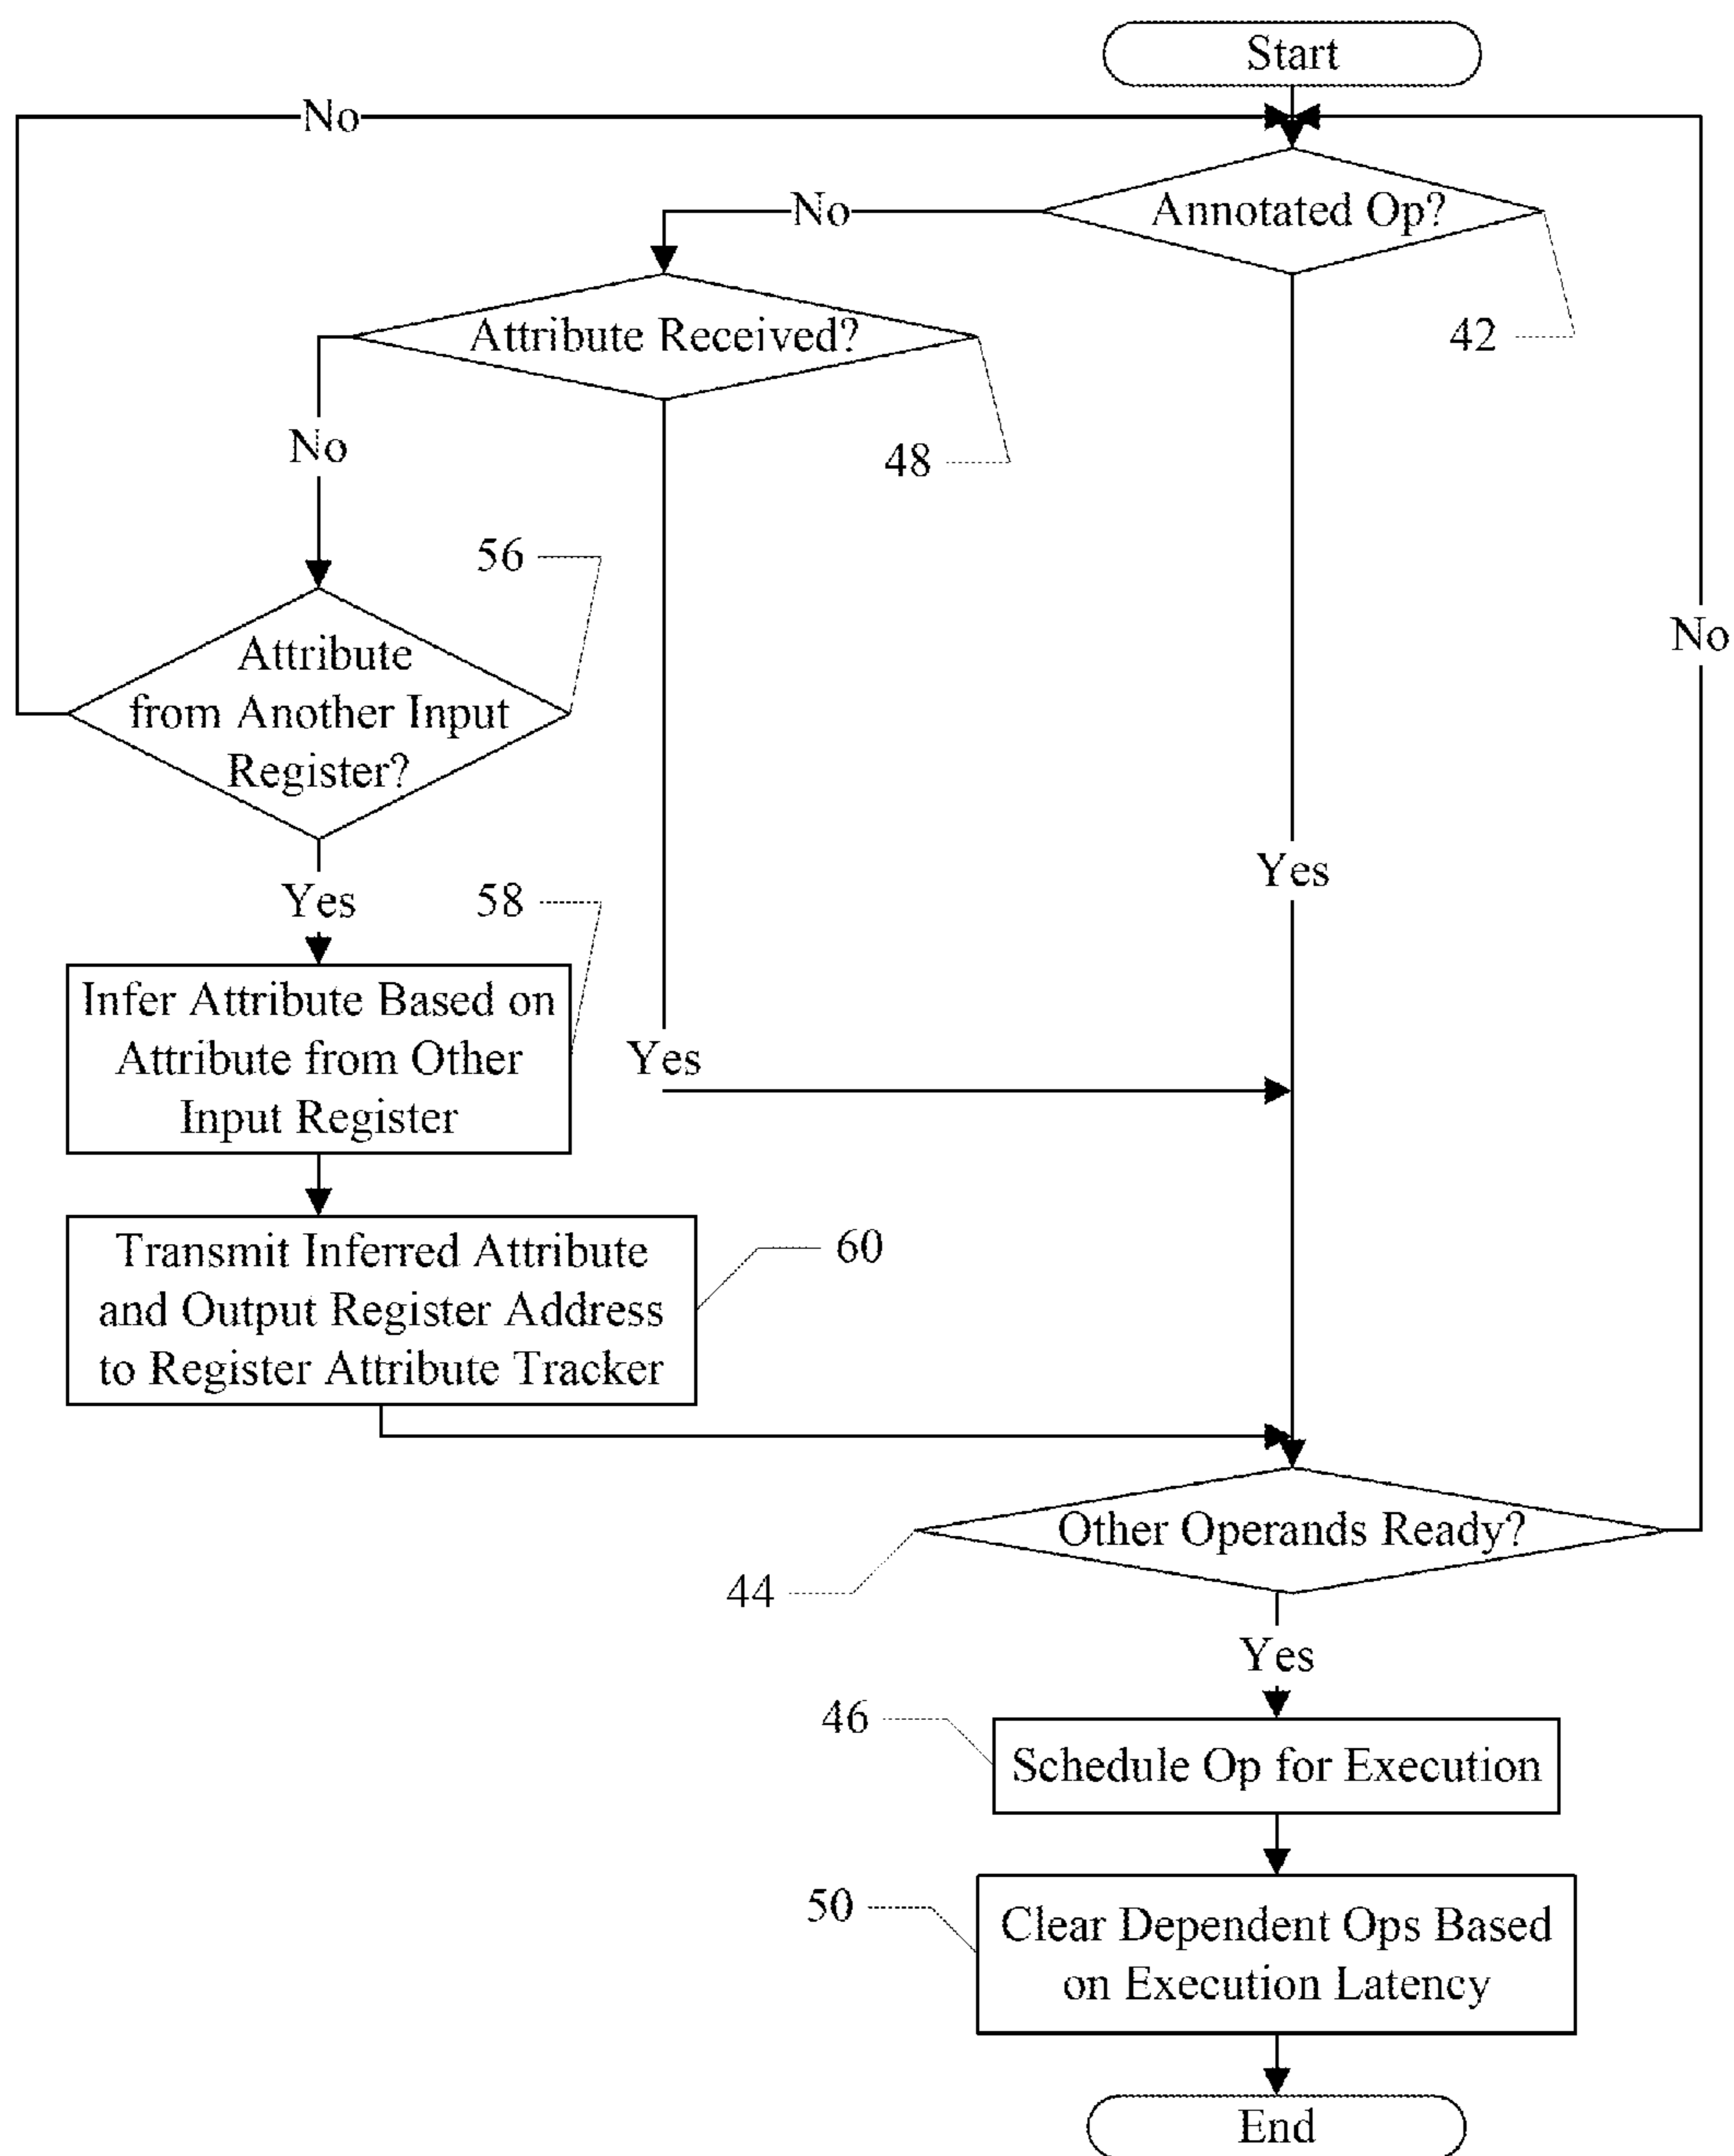 Start
No
No
Annotated Op?
Attribute Received?
42
No
48
56
No
Attribute
from Another Input
Register?
Yes
Yes
58
Infer Attribute Based on
Attribute from Other
Input Register
Yes
Transmit Inferred Attribute
and Output Register Address
to Register Attribute Tracker
60
Other Operands Ready?
44
Yes
46
Schedule Op for Execution
50
Clear Dependent Ops Based
on Execution Latency
End